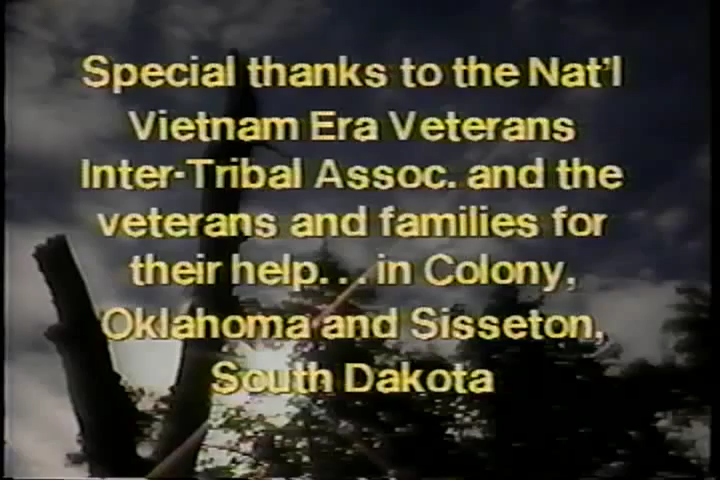 Special thanks to the Nat'l
Vietnam Era Veterans
Inter-Tribal Assoc. and the
veterans and families for
their help. . . in Colony,
Oklahoma and Sisseton,
South Dakota